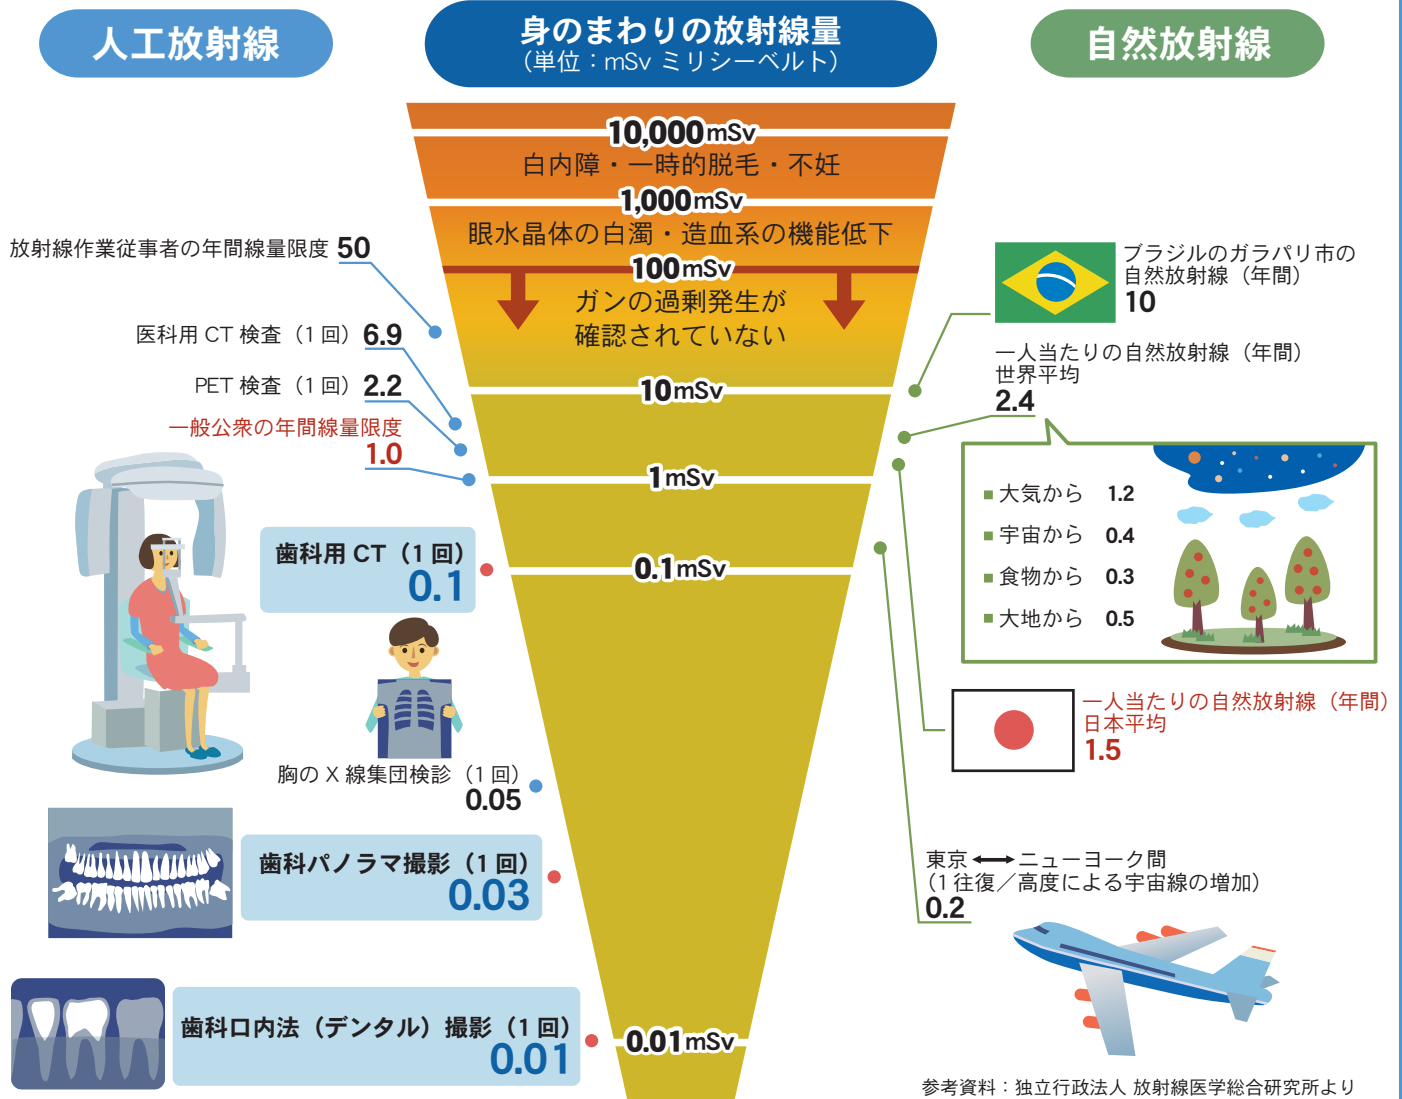 人工放射線
身のまわりの放射線量
（単位：mSv ミリシーベルト）
自然放射線
10,000mSv
白内障・一時的脱毛・不妊
1,000mSv
眼水晶体の白濁・造血系の機能低下
100mSv
ガンの過剰発生が
確認されていない
10mSv
1mSv
0.1mSv
0.01mSv
放射線作業従事者の年間線量限度 50
医科用 CT 検査（1 回）6.9
PET 検査（1 回）2.2
一般公衆の年間線量限度
1.0
歯科用 CT（1 回）
0.1
胸の X 線集団検診（1 回）
0.05
歯科パノラマ撮影（1 回）
0.03
歯科口内法（デンタル）撮影（1 回）
0.01
ブラジルのガラパリ市の
自然放射線（年間）
10
一人当たりの自然放射線（年間）
世界平均
2.4
大気から 1.2
宇宙から 0.4
食物から 0.3
大地から 0.5
一人当たりの自然放射線（年間）
日本平均
1.5
東京⟷ニューヨーク間
（1 往復／高度による宇宙線の増加）
0.2
参考資料：独立行政法人 放射線医学総合研究所より